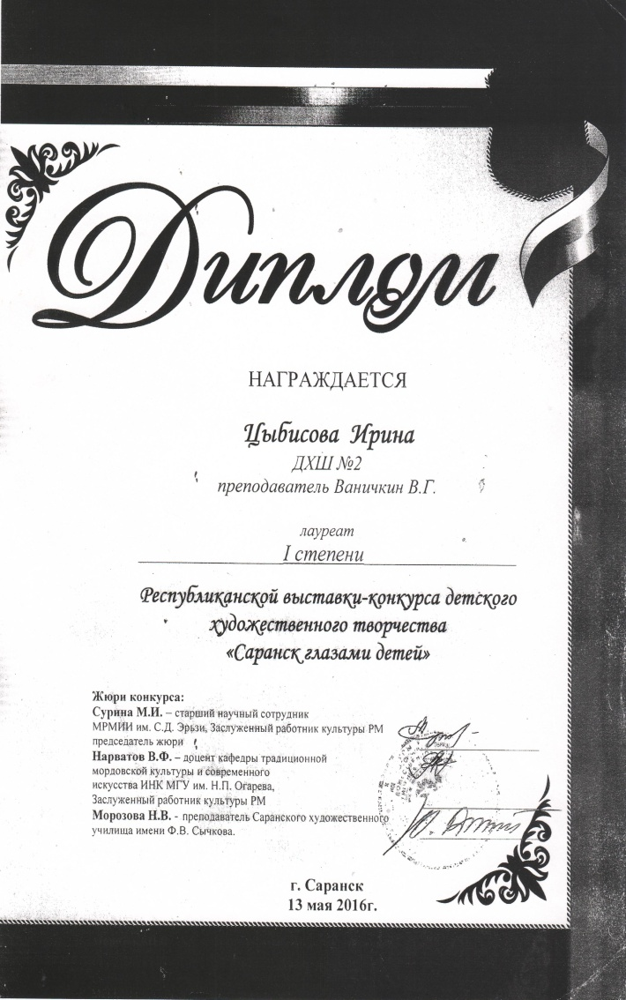 Диплом
НАГРАЖДАЕТСЯ
Цыбисова Ирина
ДХШ №2
преподаватель Ваничкин В.Г.
лауреат
I степени
Республиканской выставки-конкурса детского
художественного творчества
«Саранск глазами детей»
Жюри конкурса:
Сурина М.И. – старший научный сотрудник
МРМИИ им. С.Д. Эрьзи, Заслуженный работник культуры РМ
председатель жюри
Нарватов В.Ф. – доцент кафедры традиционной
мордовской культуры и современного
искусства ИНК МГУ им. Н.П. Огарева,
Заслуженный работник культуры РМ
Морозова Н.В. - преподаватель Саранского художественного
училища имени Ф.В. Сычкова.
г. Саранск
13 мая 2016г.